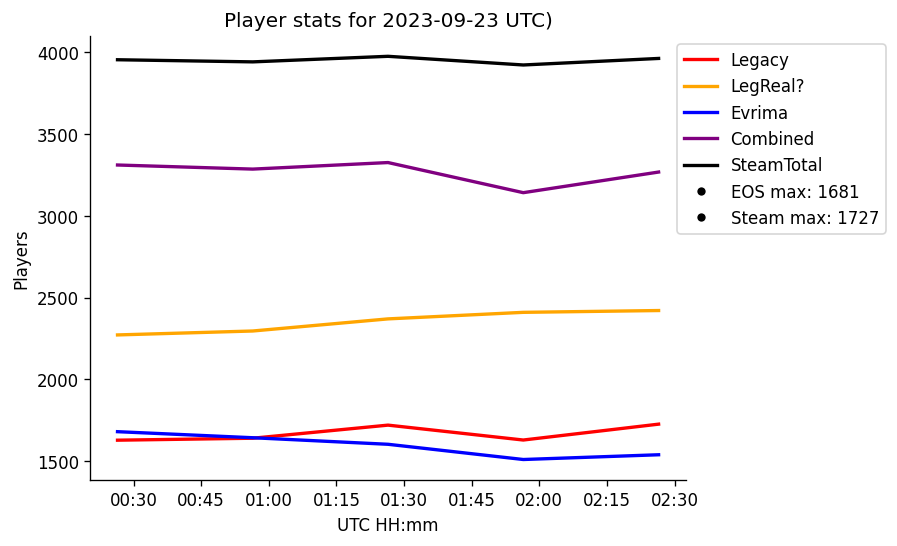 Player stats for 2023-09-23 UTC)
4000
3500
3000
2500
2000
1500
Players
00:30 00:45 01:00 01:15 01:30 01:45 02:00 02:15 02:30
UTC HH:mm
Legacy
LegReal?
Evrima
Combined
SteamTotal
EOS max: 1681
Steam max: 1727